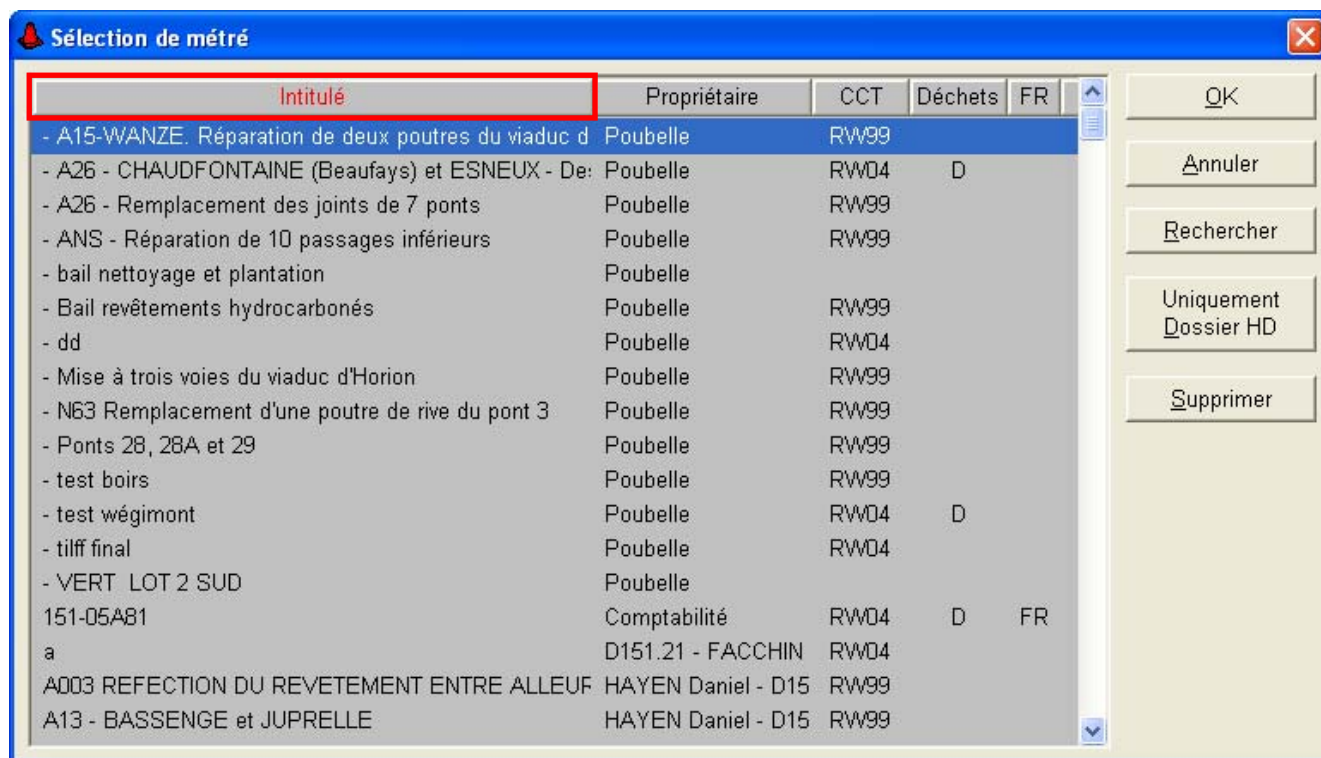 Sélection de métré
Intitulé Propriétaire CCT Déchets FR
- A15-WANZE. Réparation de deux poutres du viaduc d Poubelle RW99
- A26 - CHAUDFONTAINE (Beaufays) et ESNEUX - De Poubelle RW04 D
- A26 - Remplacement des joints de 7 ponts Poubelle RW99
- ANS - Réparation de 10 passages inférieurs Poubelle RW99
- bail nettoyage et plantation Poubelle
- Bail revêtements hydrocarbonés Poubelle RW99
- dd Poubelle RW04
- Mise à trois voies du viaduc d'Horion Poubelle RW99
- N63 Remplacement d'une poutre de rive du pont 3 Poubelle RW99
- Ponts 28, 28A et 29 Poubelle RW99
- test boirs Poubelle RW99
- test wégimont Poubelle RW04 D
- tilff final Poubelle RW04
- VERT LOT 2 SUD Poubelle
151-05A81 Comptabilité RW04 D FR
a D151.21 - FACCHIN RW04
A003 REFECTION DU REVETEMENT ENTRE ALLEUR HAYEN Daniel - D15 RW99
A13 - BASSENGE et JUPRELLE HAYEN Daniel - D15 RW99
OK
Annuler
Rechercher
Uniquement
Dossier HD
Supprimer